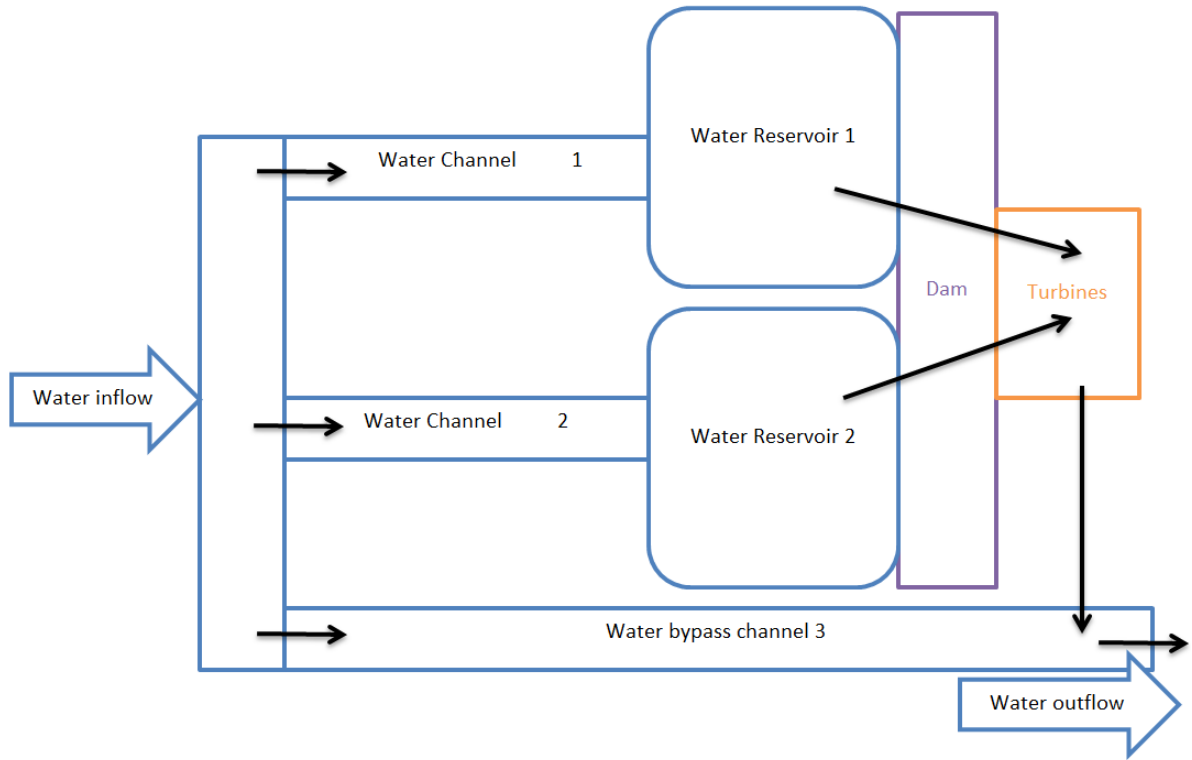 Water Reservoir 1
Water Channel 1
Dam
Turbines
Water inflow
Water Channel 2
Water Reservoir 2
Water bypass channel 3
Water outflow